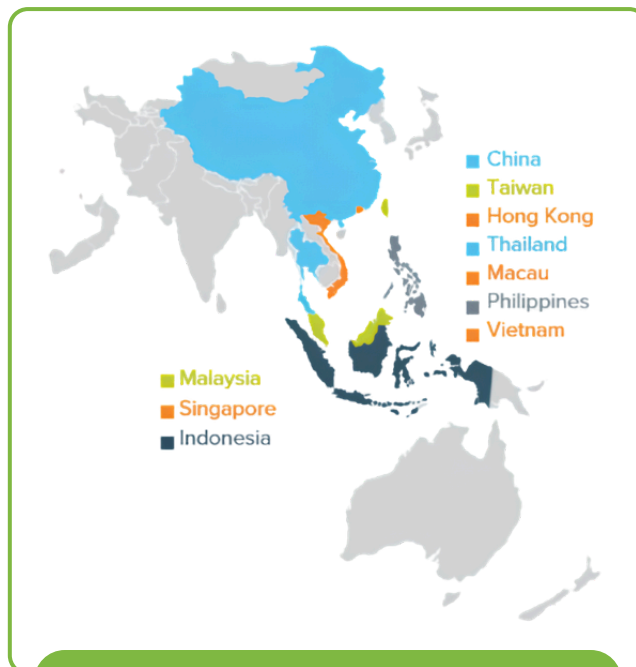 China
Taiwan
Hong Kong
Thailand
Macau
Philippines
Vietnam
Malaysia
Singapore
Indonesia